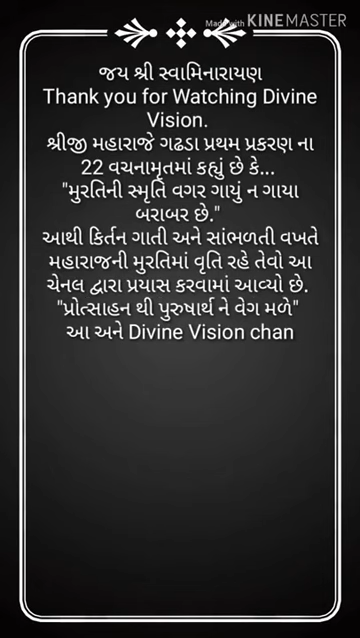 Made with KINEMASTER
જય શ્રી સ્વામિનારાયણ
Thank you for Watching Divine
Vision.
શ્રીજી મહારાજે ગઢડા પ્રથમ પ્રકરણ ના
22 વચનામૃતમાં કહ્યું છે કે...
"મુરતિની સ્મૃતિ વગર ગાયું ન ગાયા
બરાબર છે."
આથી કિર્તન ગાતી અને સાંભળતી વખતે
મહારાજની મુરતિમાં વૃતિ રહે તેવો આ
ચેનલ દ્વારા પ્રયાસ કરવામાં આવ્યો છે.
"પ્રોત્સાહન થી પુરુષાર્થ ને વેગ મળે"
આ અને Divine Vision chan